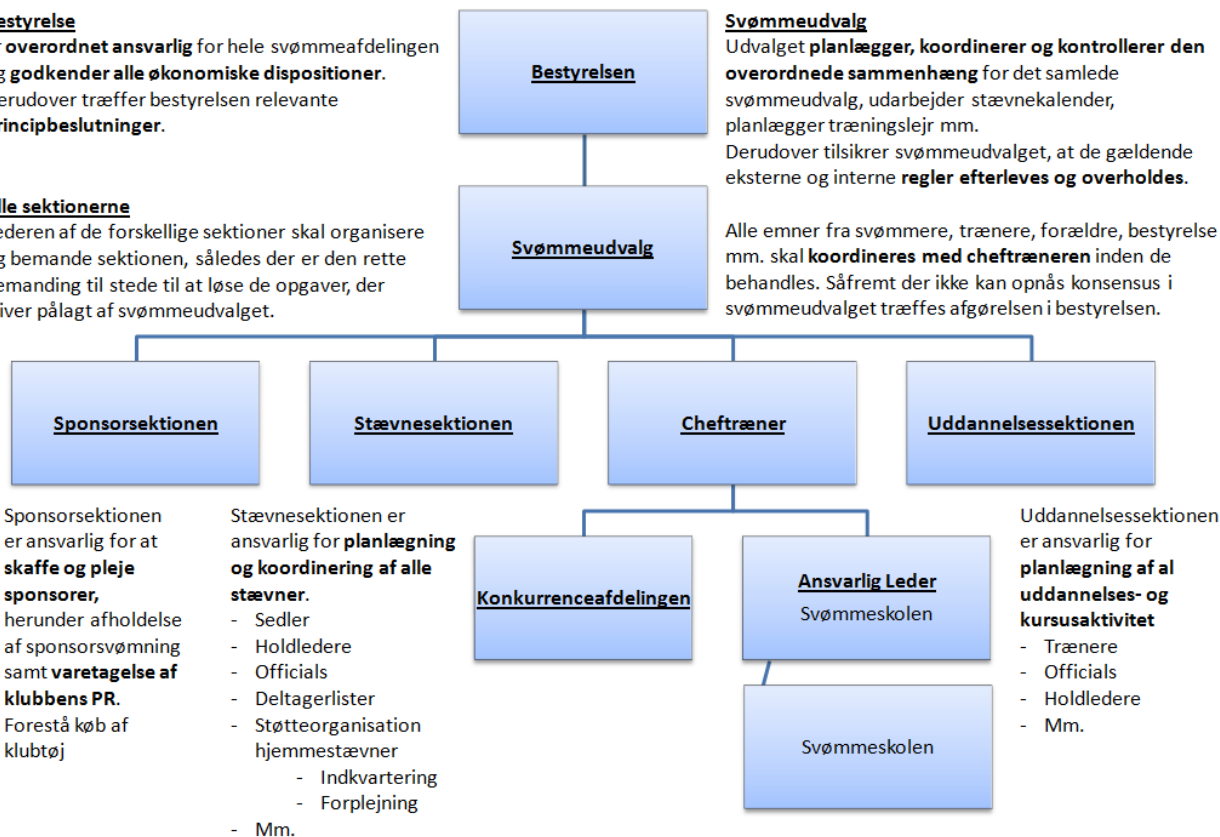 estyrelse
r overordnet ansvarlig for hele svømmeafdelingen
g godkender alle økonomiske dispositioner.
erudover træffer bestyrelsen relevante
rincipbeslutninger.
Bestyrelsen
Svømmeudvalg
Udvalget planlægger, koordinerer og kontrollerer den
overordnede sammenhæng for det samlede
svømmeudvalg, udarbejder stævnekalender,
planlægger træningslejr mm.
Derudover tilsikrer svømmeudvalget, at de gældende
eksterne og interne regler efterleves og overholdes.
Alle emner fra svømmere, trænere, forældre, bestyrelse
mm. skal koordineres med cheftræneren inden de
behandles. Såfremt der ikke kan opnås konsensus i
svømmeudvalget træffes afgørelsen i bestyrelsen.
lle sektionerne
ederen af de forskellige sektioner skal organisere
g bemande sektionen, således der er den rette
emanding til stede til at løse de opgaver, der
liver pålagt af svømmeudvalget.
Svømmeudvalg
Sponsorsektionen
Stævnesektionen
Cheftræner
Uddannelsessektionen
Sponsorsektionen
er ansvarlig for at
skaffe og pleje
sponsorer,
herunder afholdelse
af sponsorsvømning
samt varetagelse af
klubbens PR.
Forestå køb af
klubtøj
Stævnesektionen er
ansvarlig for planlægning
og koordinering af alle
stævner.
- Sedler
- Holdledere
- Officials
- Deltagerlister
- Støtteorganisation
hjemmestævner
- Indkvartering
- Forplejning
- Mm.
Konkurrenceafdelingen
Ansvarlig Leder
Svømmeskolen
Svømmeskolen
Uddannelsessektionen
er ansvarlig for
planlægning af al
uddannelses- og
kursusaktivitet
- Trænere
- Officials
- Holdledere
- Mm.